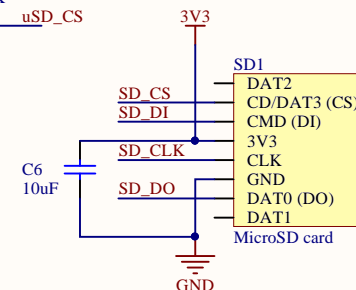 uSD_CS
3V3
SD1
DAT2
SD_CS
CD/DAT3 (CS)
SD_DI
CMD (DI)
3V3
SD_CLK
CLK
C6
GND
10uF
SD_DO
DAT0 (DO)
DAT1
MicroSD card
GND